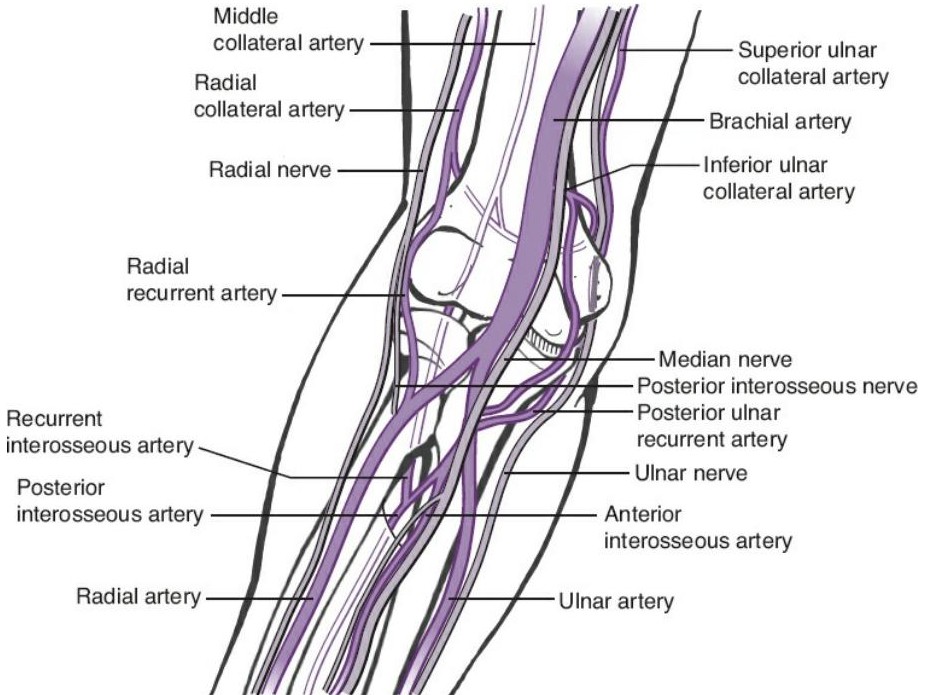 Middle
collateral artery
Radial
collateral artery
Radial nerve
Radial
recurrent artery
Recurrent
interosseous artery
Posterior
interosseous artery
Radial artery
Superior ulnar
collateral artery
Brachial artery
Inferior ulnar
collateral artery
Median nerve
Posterior interosseous nerve
Posterior ulnar
recurrent artery
Ulnar nerve
Anterior
interosseous artery
Ulnar artery